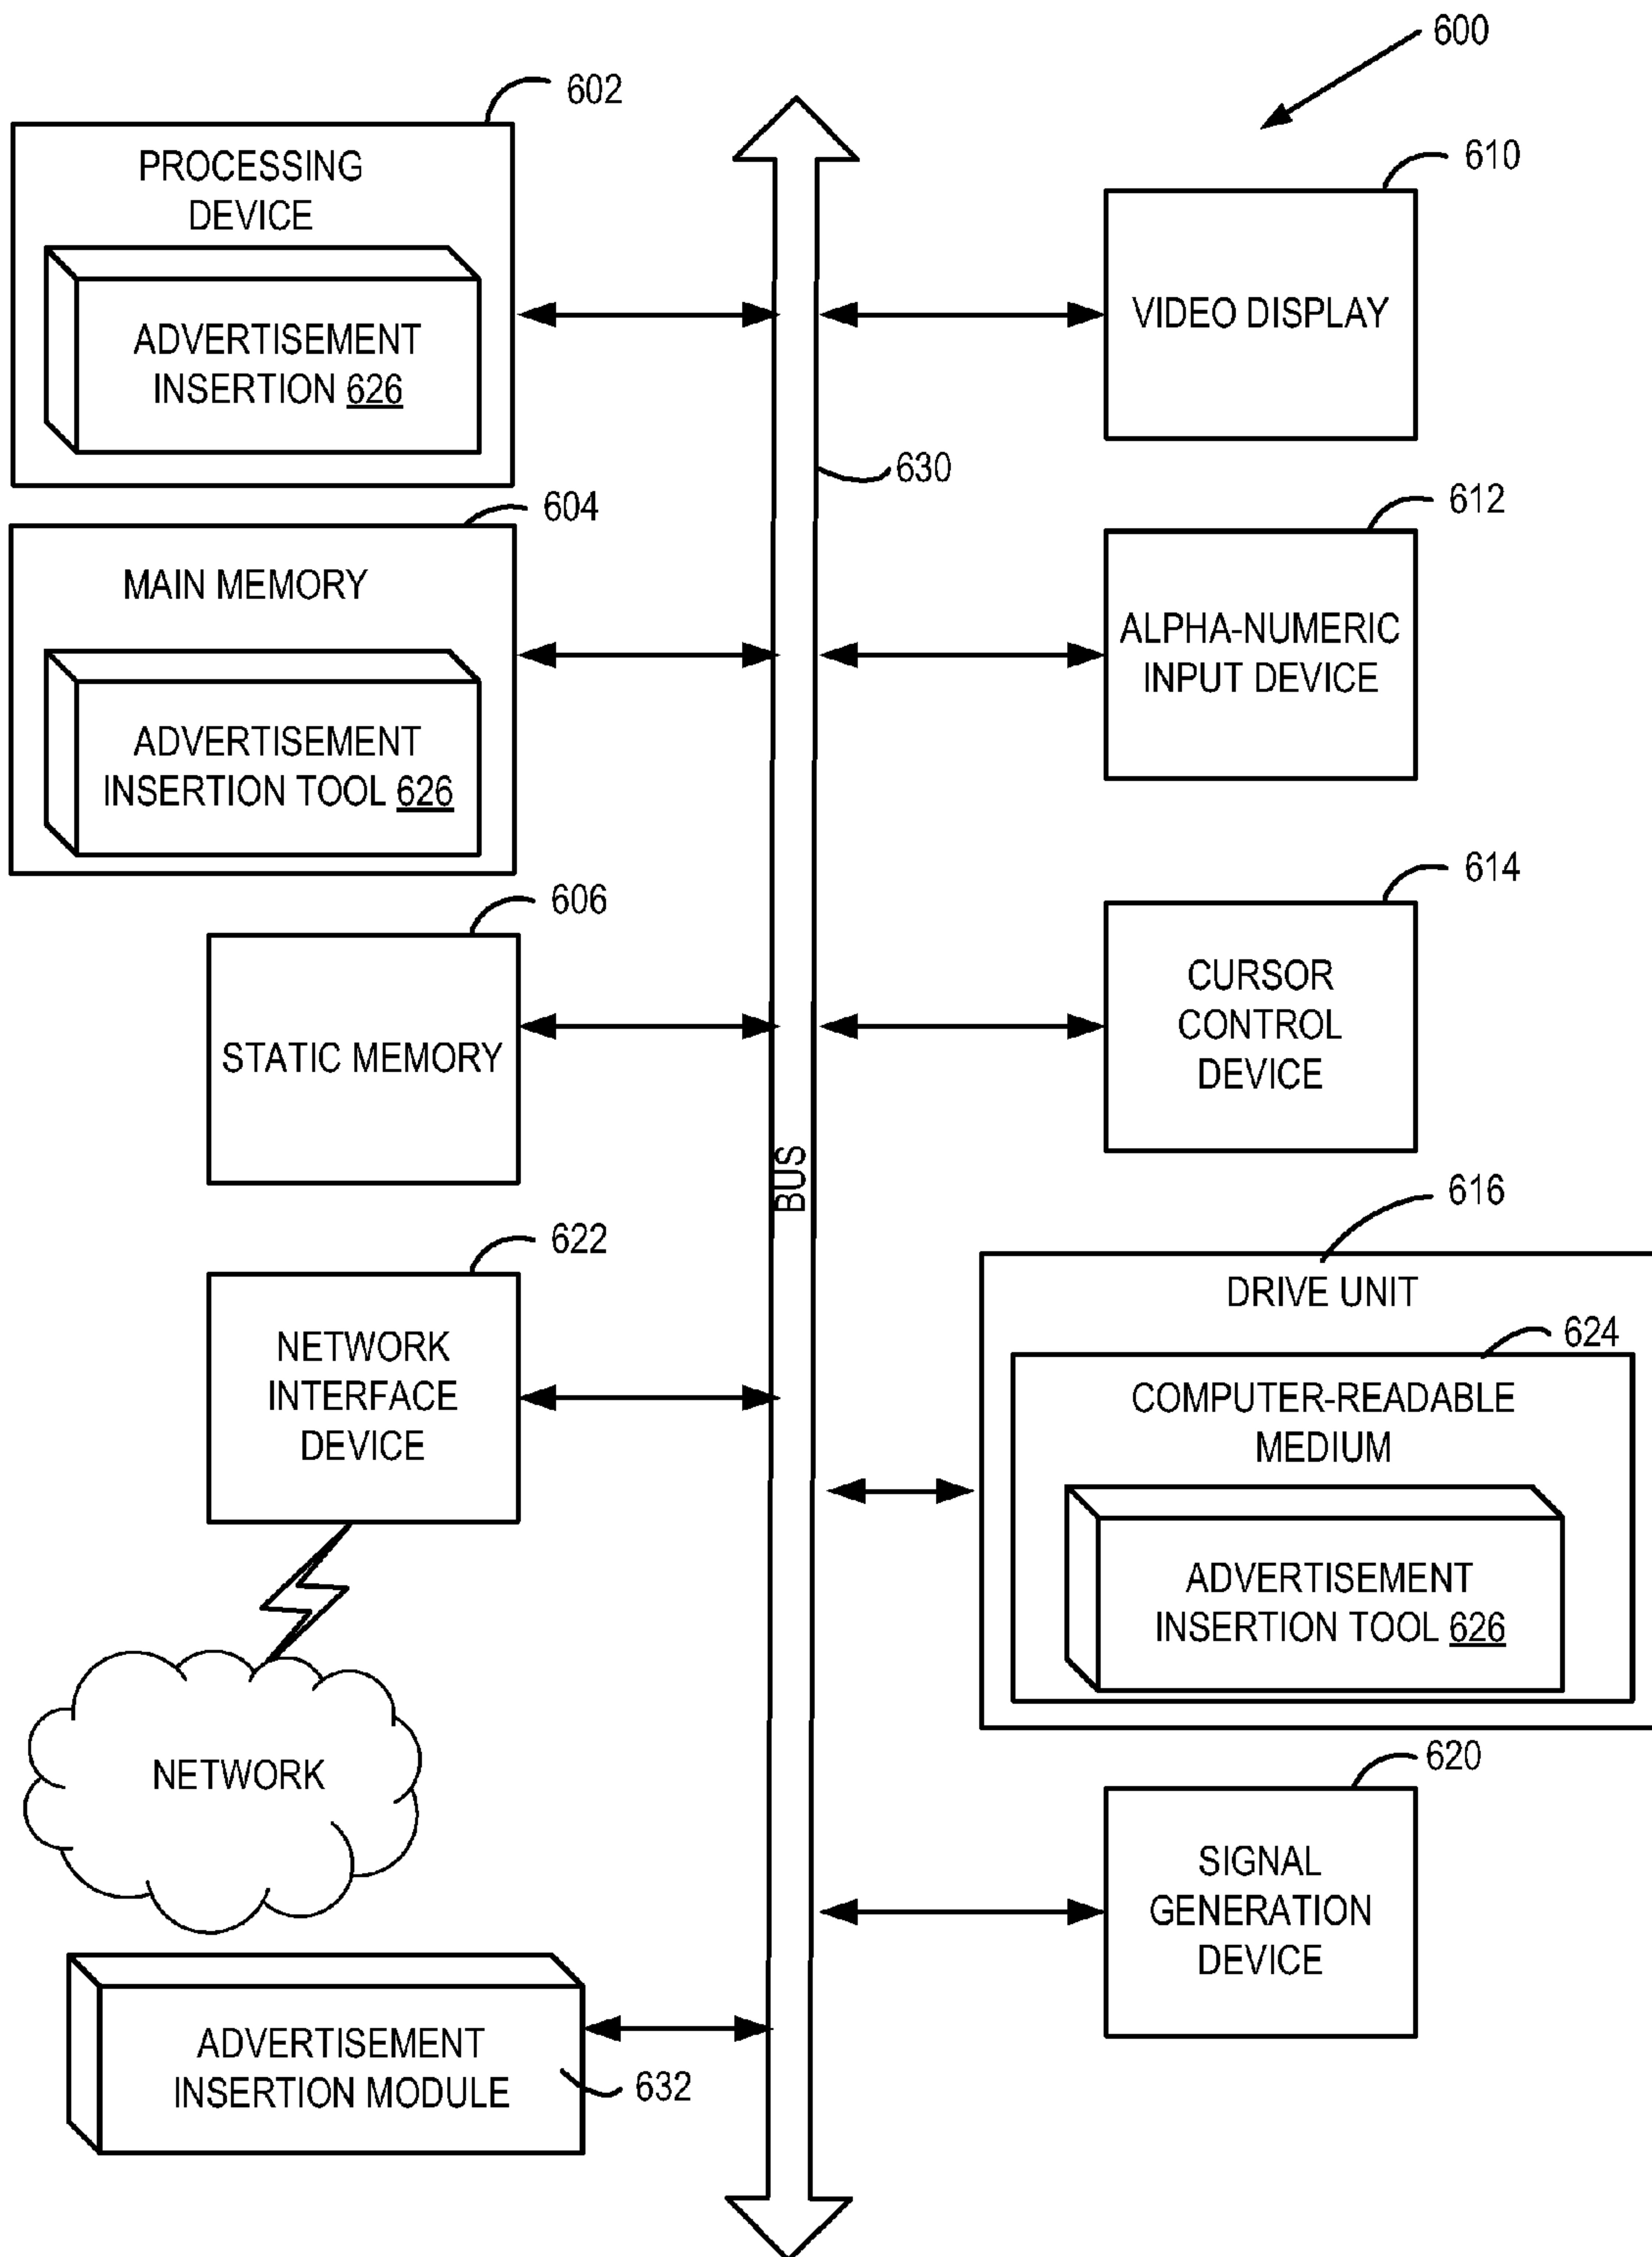 600
602
PROCESSING
DEVICE
ADVERTISEMENT
INSERTION 626
604
MAIN MEMORY
ADVERTISEMENT
INSERTION TOOL 626
606
STATIC MEMORY
622
NETWORK
INTERFACE
DEVICE
NETWORK
ADVERTISEMENT
INSERTION MODULE
632
BUS
630
610
VIDEO DISPLAY
612
ALPHA-NUMERIC
INPUT DEVICE
614
CURSOR
CONTROL
DEVICE
616
DRIVE UNIT
624
COMPUTER-READABLE
MEDIUM
ADVERTISEMENT
INSERTION TOOL 626
620
SIGNAL
GENERATION
DEVICE